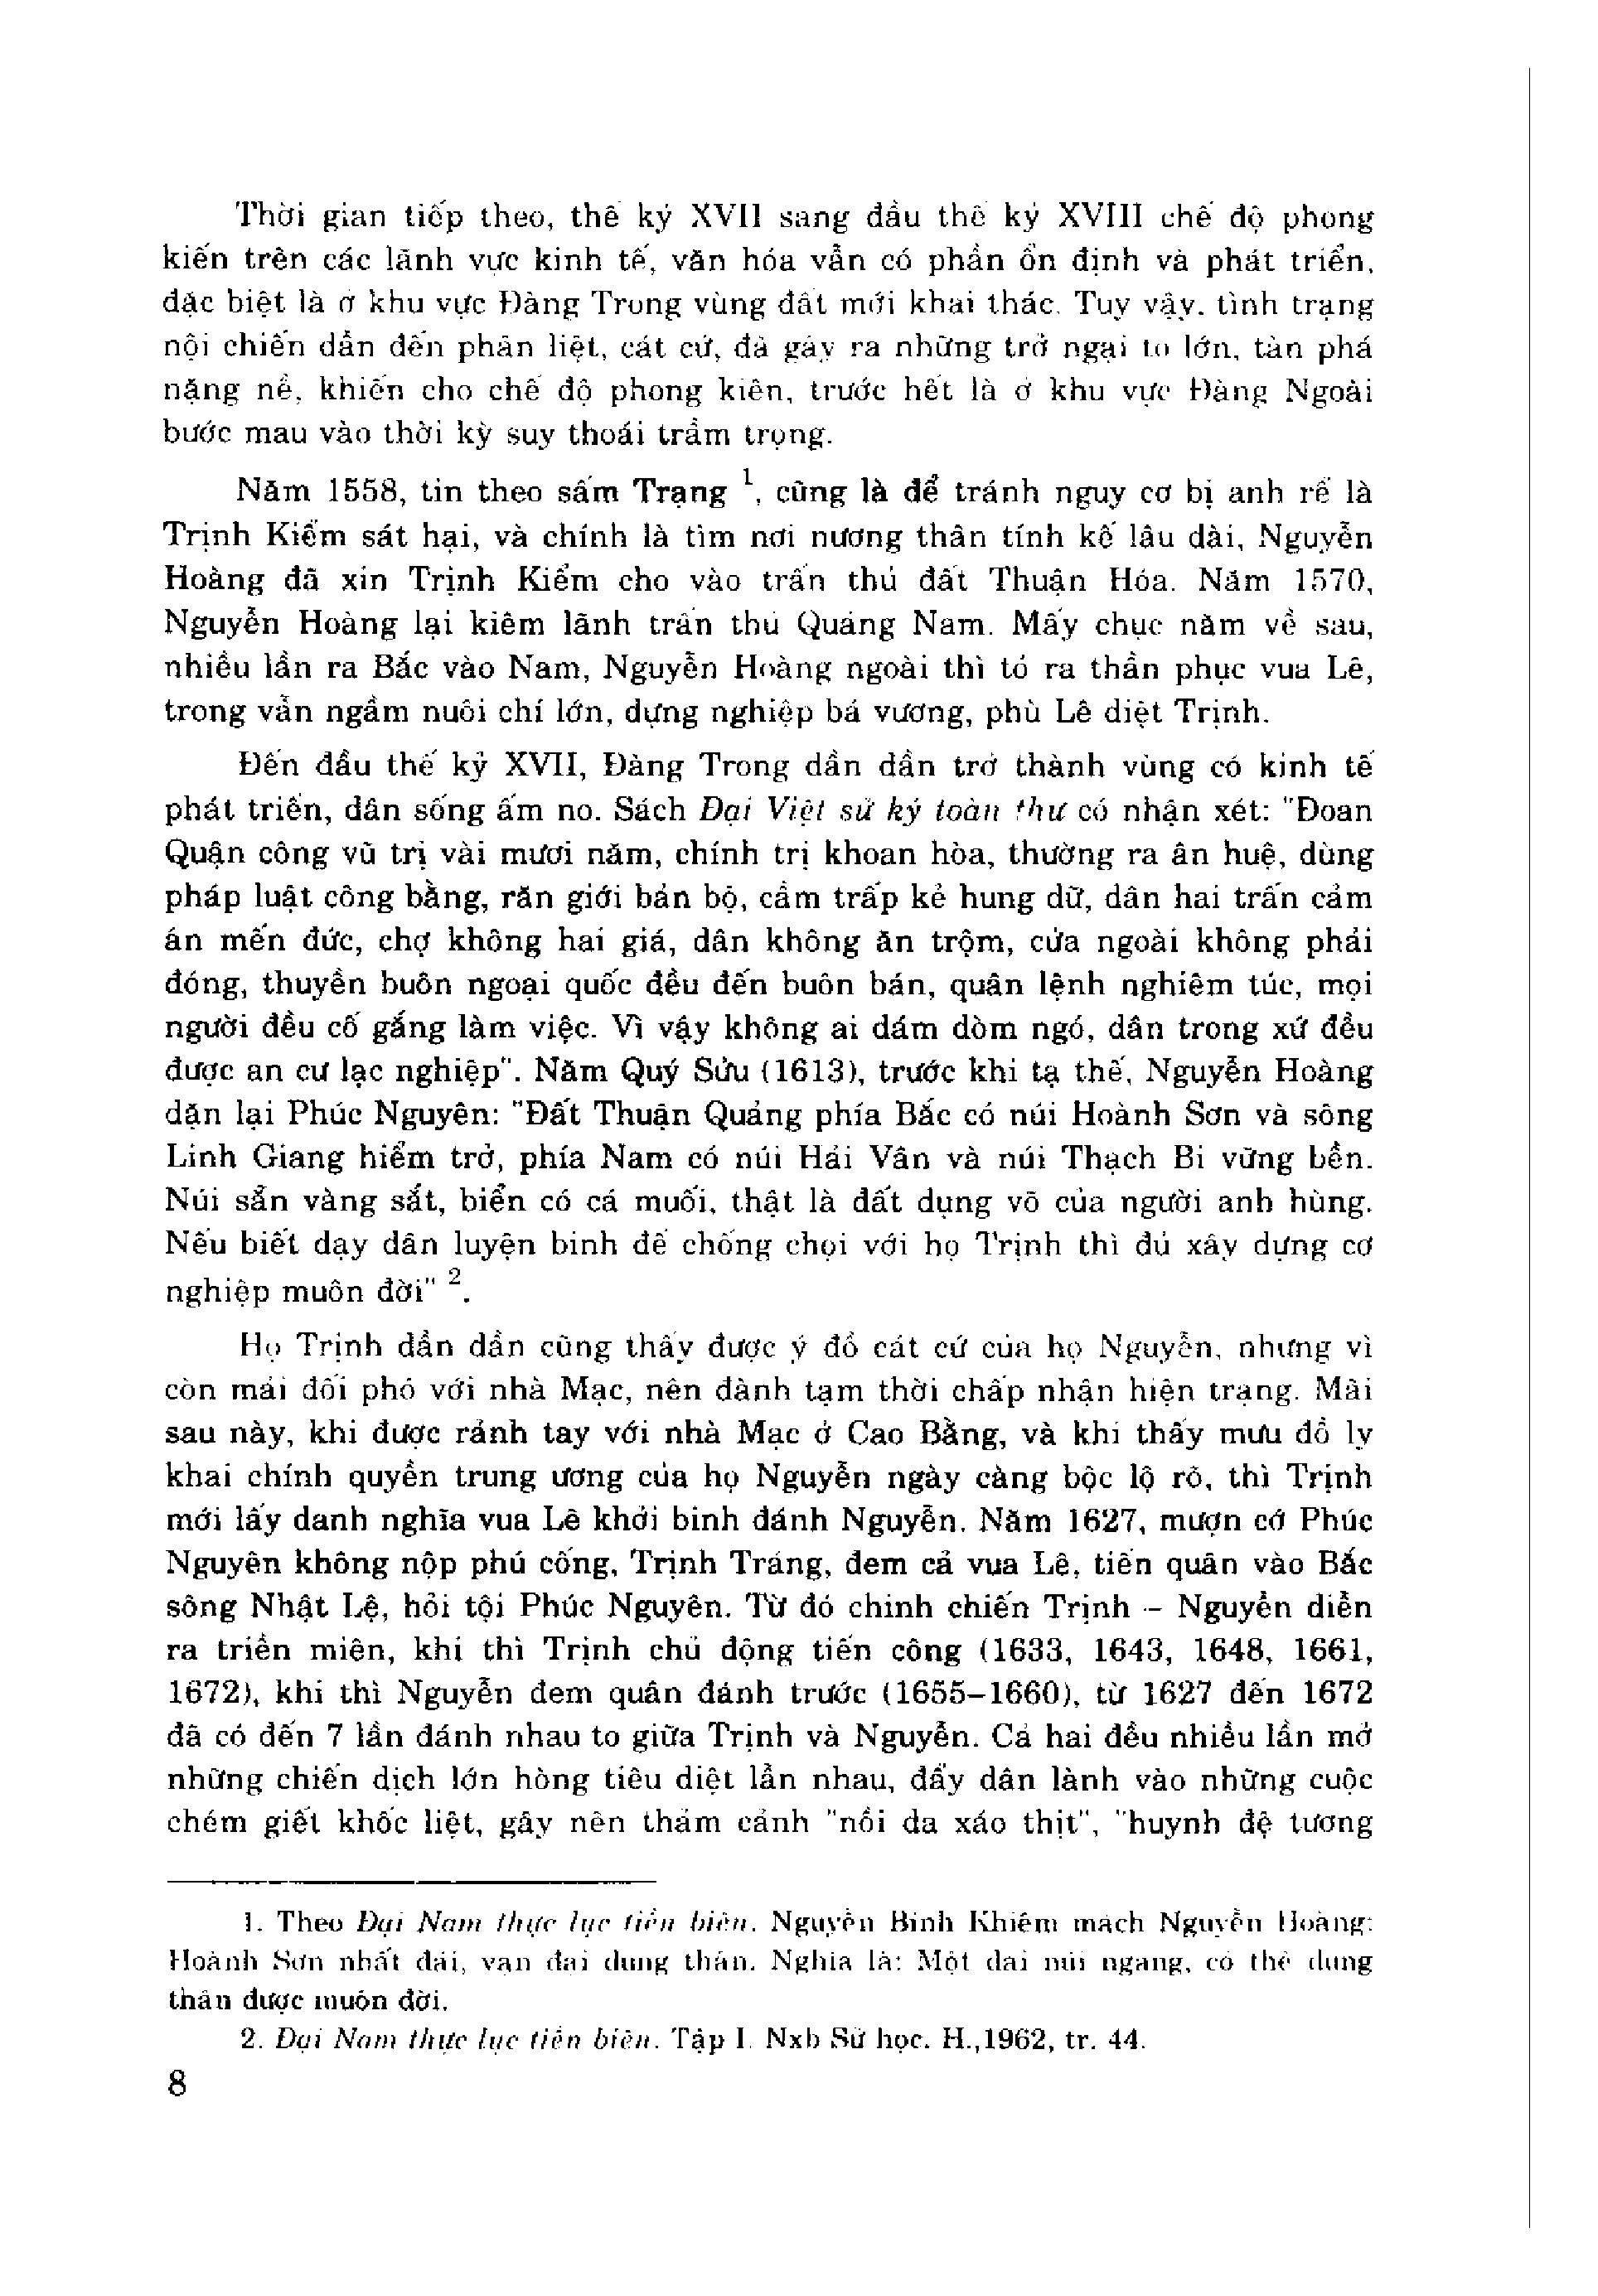 Thời gian tiếp theo, thế kỷ XVII sang đầu thế kỷ XVIII chế độ phong
kiến trên các lãnh vực kinh tế, văn hóa vẫn có phần ổn định và phát triển,
đặc biệt là ở khu vực Đàng Trong vùng đất mới khai thác. Tuy vậy, tình trạng
nội chiến dẫn đến phân liệt, cát cứ, đã gây ra những trở ngại to lớn, tàn phá
nặng nề, khiến cho chế độ phong kiến, trước hết là ở khu vực Đàng Ngoài
bước mau vào thời kỳ suy thoái trầm trọng.
Năm 1558, tin theo sấm Trạng 1, cũng là để tránh nguy cơ bị anh rể là
Trịnh Kiểm sát hại, và chính là tìm nơi nương thân tính kế lâu dài, Nguyễn
Hoàng đã xin Trịnh Kiểm cho vào trấn thủ đất Thuận Hóa. Năm 1570,
Nguyễn Hoàng lại kiêm lãnh trấn thủ Quảng Nam. Mấy chục năm về sau,
nhiều lần ra Bắc vào Nam, Nguyễn Hoàng ngoài thì tỏ ra thần phục vua Lê,
trong vẫn ngầm nuôi chí lớn, dựng nghiệp bá vương, phù Lê diệt Trịnh.
Đến đầu thế kỷ XVII, Đàng Trong dần dần trở thành vùng có kinh tế
phát triển, dân sống ấm no. Sách Đại Việt sử ký toàn thư có nhận xét: "Đoan
Quận công vũ trị vài mươi năm, chính trị khoan hòa, thường ra ân huệ, dùng
pháp luật công bằng, răn giới bản bộ, cấm trấp kẻ hung dữ, dân hai trấn cảm
ân mến đức, chợ không hai giá, dân không ăn trộm, cửa ngoài không phải
đóng, thuyền buôn ngoại quốc đều đến buôn bán, quân lệnh nghiêm túc, mọi
người đều cố gắng làm việc. Vì vậy không ai dám dòm ngó, dân trong xứ đều
được an cư lạc nghiệp". Năm Quý Sửu (1613), trước khi tạ thế, Nguyễn Hoàng
dặn lại Phúc Nguyên: "Đất Thuận Quảng phía Bắc có núi Hoành Sơn và sông
Linh Giang hiểm trở, phía Nam có núi Hải Vân và núi Thạch Bi vững bền.
Núi sẵn vàng sắt, biển có cá muối, thật là đất dụng võ của người anh hùng.
Nếu biết dạy dân luyện binh để chống chọi với họ Trịnh thì đủ xây dựng cơ
nghiệp muôn đời" 2.
Họ Trịnh dần dần cũng thấy được ý đồ cát cứ của họ Nguyễn, nhưng vì
còn mải đối phó với nhà Mạc, nên đành tạm thời chấp nhận hiện trạng. Mãi
sau này, khi được rảnh tay với nhà Mạc ở Cao Bằng, và khi thấy mưu đồ ly
khai chính quyền trung ương của họ Nguyễn ngày càng bộc lộ rõ, thì Trịnh
mới lấy danh nghĩa vua Lê khởi binh đánh Nguyễn. Năm 1627, mượn cớ Phúc
Nguyên không nộp phú cống, Trịnh Tráng, đem cả vua Lê, tiến quân vào Bắc
sông Nhật Lệ, hỏi tội Phúc Nguyên. Từ đó chinh chiến Trịnh – Nguyễn diễn
ra triền miên, khi thì Trịnh chủ động tiến công (1633, 1643, 1648, 1661,
1672), khi thì Nguyễn đem quân đánh trước (1655–1660), từ 1627 đến 1672
đã có đến 7 lần đánh nhau to giữa Trịnh và Nguyễn. Cả hai đều nhiều lần mở
những chiến dịch lớn hòng tiêu diệt lẫn nhau, đẩy dân lành vào những cuộc
chém giết khốc liệt, gây nên thảm cảnh "nồi da xáo thịt", "huynh đệ tương
1. Theo Đại Nam thực lục tiền biên. Nguyễn Bỉnh Khiêm mách Nguyễn Hoàng:
Hoành Sơn nhất đái, vạn đại dung thân. Nghĩa là: Một dải núi ngang, có thể dung
thân được muôn đời.
2. Đại Nam thực lục tiền biên. Tập I. Nxb Sử học. H.,1962, tr. 44.
8